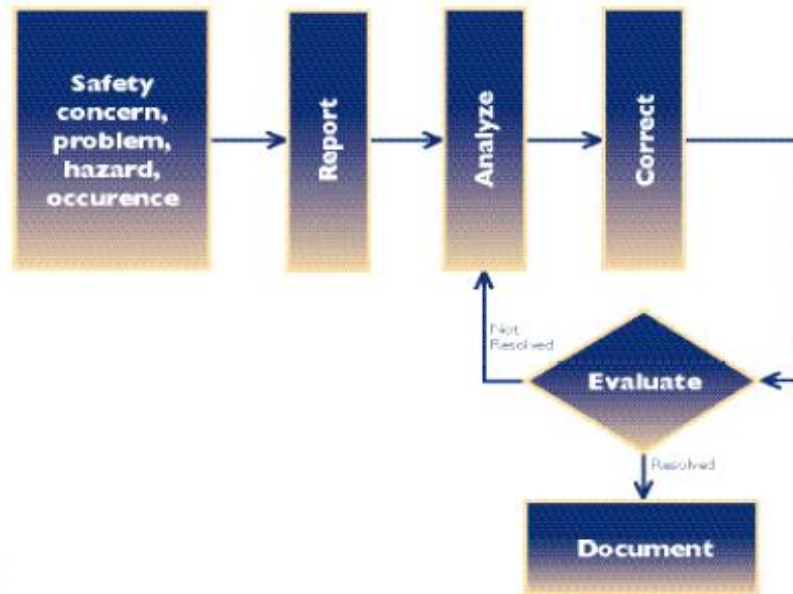 Safety
concern,
problem,
hazard,
occurence
Report
Analyze
Correct
Not
Resolved
Evaluate
Resolved
Document